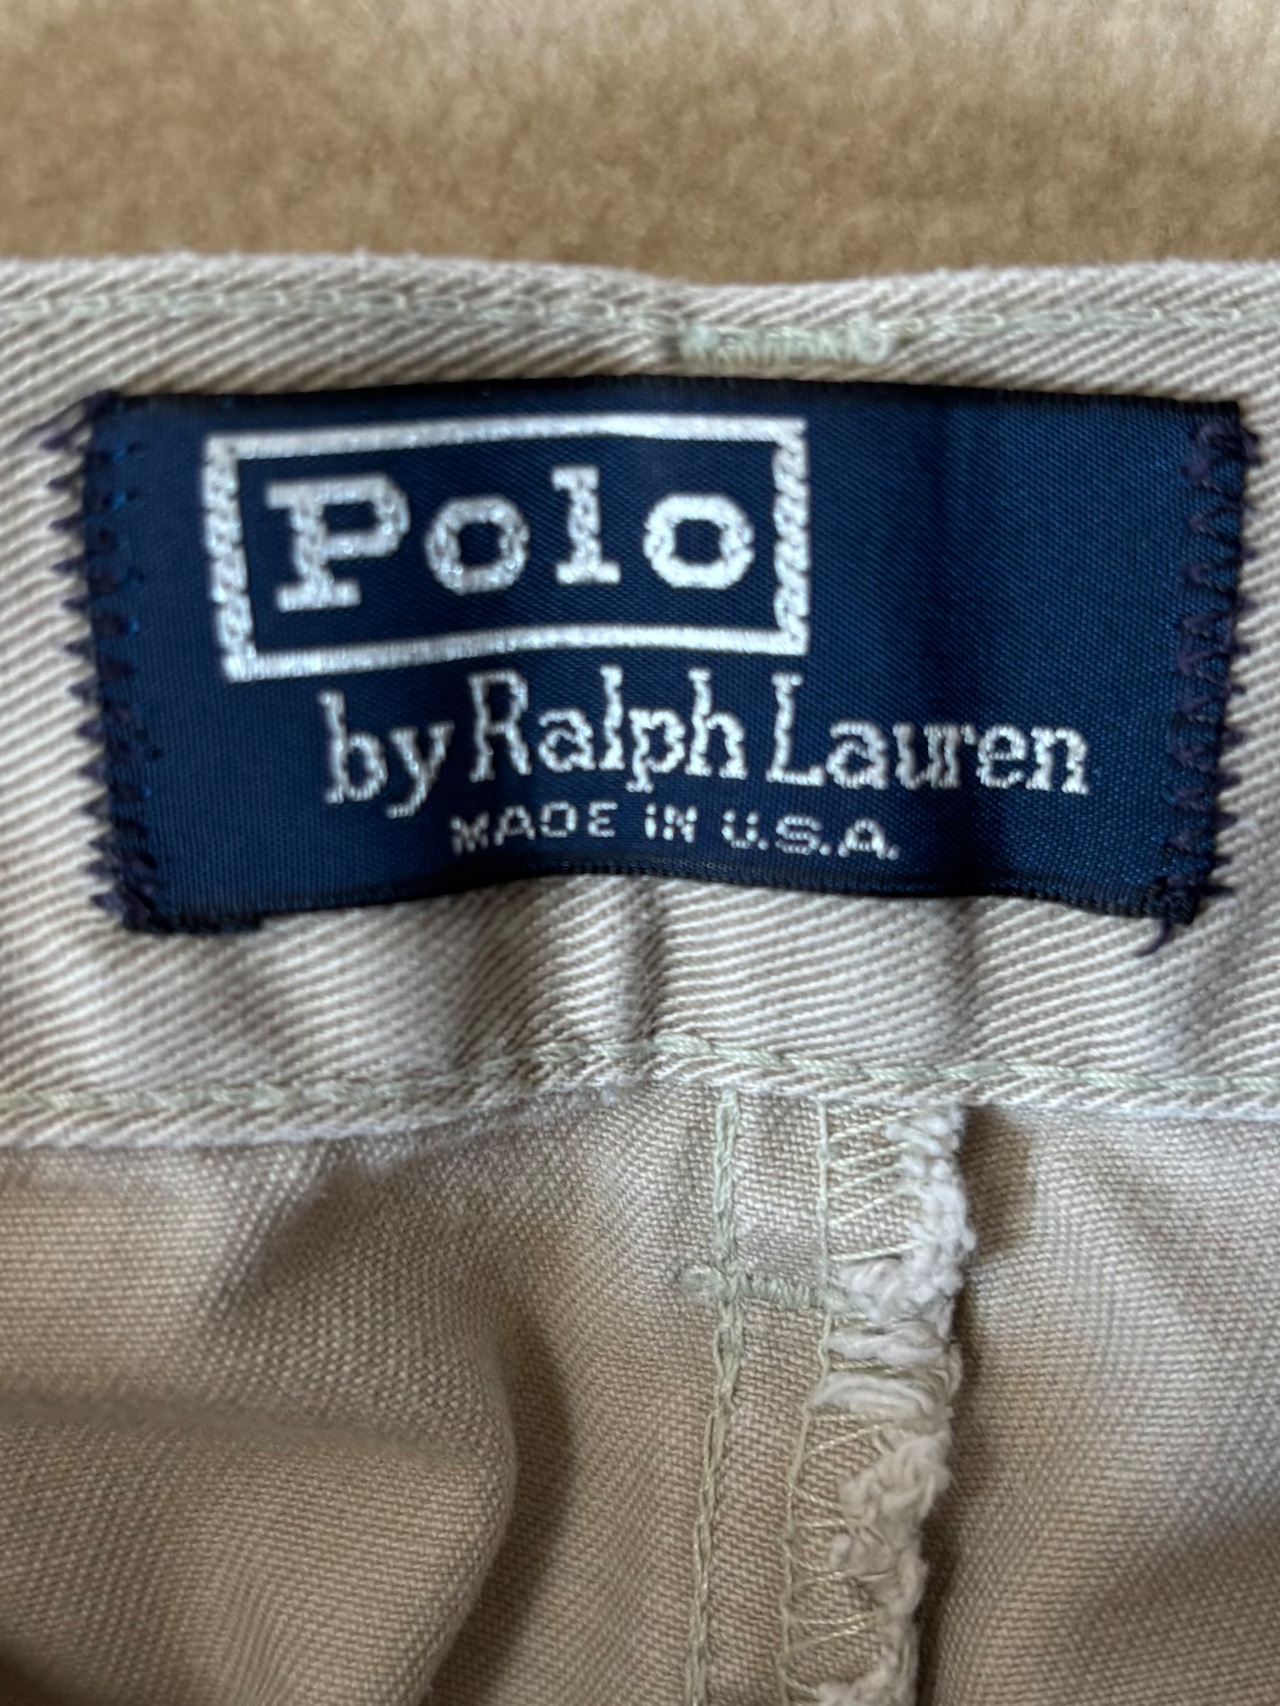 Polo
by Ralph Lauren
MADE IN U.S.A.